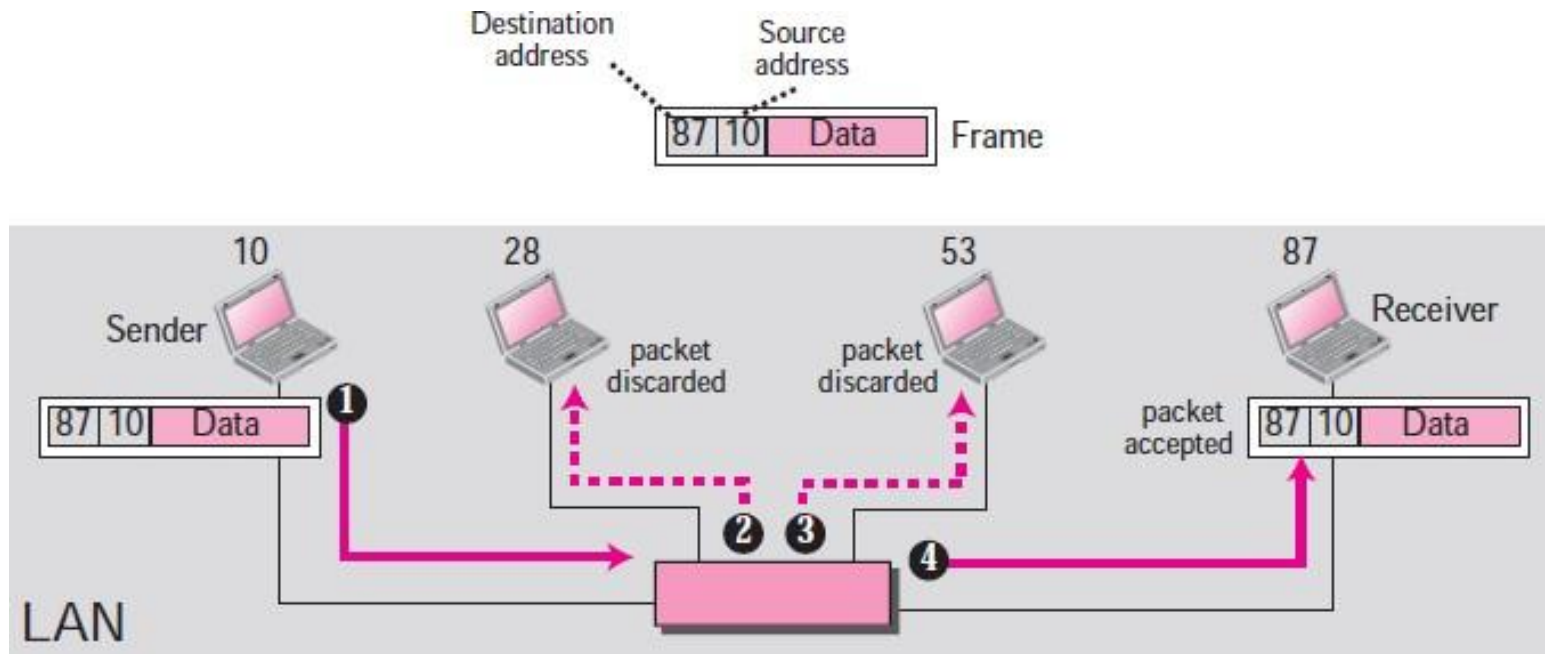 Destination
address
Source
address
87 10 Data
Frame
10
28
53
87
Sender
packet
discarded
packet
discarded
Receiver
87 10 Data
1
packet
accepted
87 10 Data
2
3
4
LAN